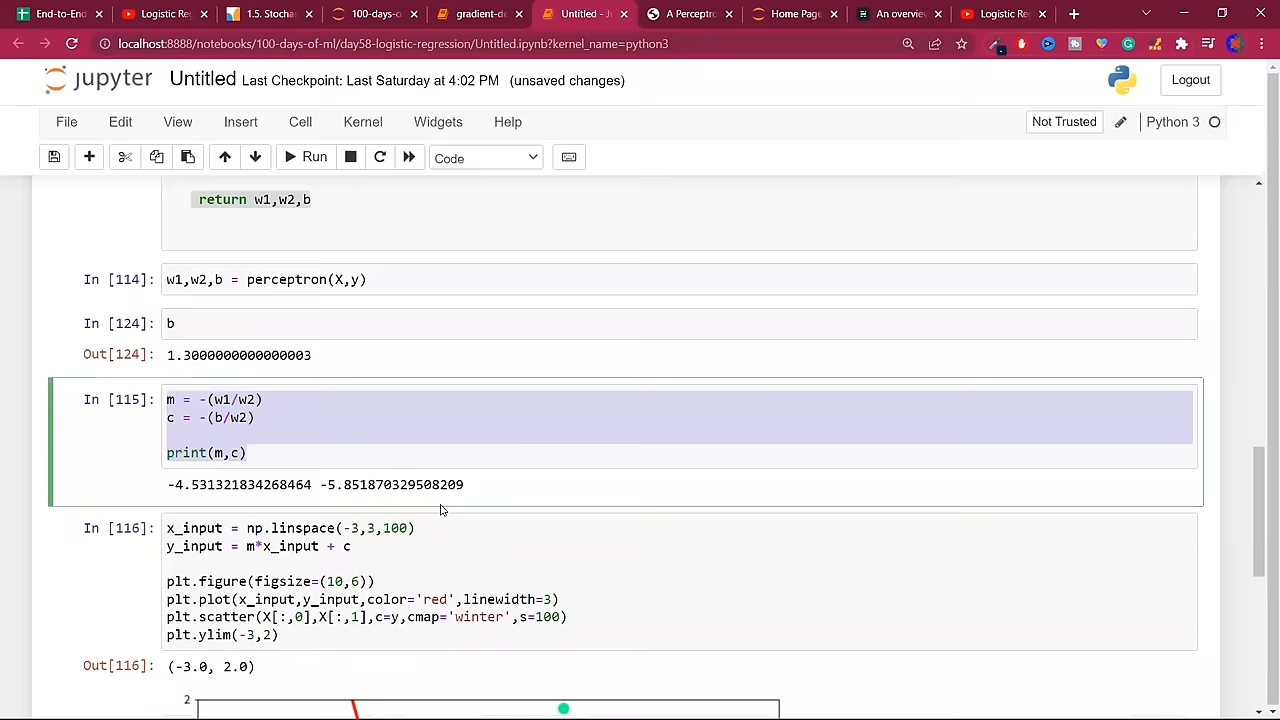 End-to-End
Logistic Re
1.5. Stocha
100-days-o
gradient-de
Untitled - Ju
A Perceptro
Home Page
An overview
Logistic Re
localhost:8888/notebooks/100-days-of-ml/day58-logistic-regression/Untitled.ipynb?kernel_name=python3
jupyter Untitled Last Checkpoint: Last Saturday at 4:02 PM (unsaved changes)
Logout
File Edit View Insert Cell Kernel Widgets Help
Not Trusted Python 3
Run Code
return w1,w2,b
In [114]: w1,w2,b = perceptron(X,y)
In [124]: b
Out[124]: 1.3000000000000003
In [115]: m = -(w1/w2)
c = -(b/w2)
print(m,c)
-4.531321834268464 -5.851870329508209
In [116]: x_input = np.linspace(-3,3,100)
y_input = m*x_input + c
plt.figure(figsize=(10,6))
plt.plot(x_input,y_input,color='red',linewidth=3)
plt.scatter(X[:,0],X[:,1],c=y,cmap='winter',s=100)
plt.ylim(-3,2)
Out[116]: (-3.0, 2.0)
2